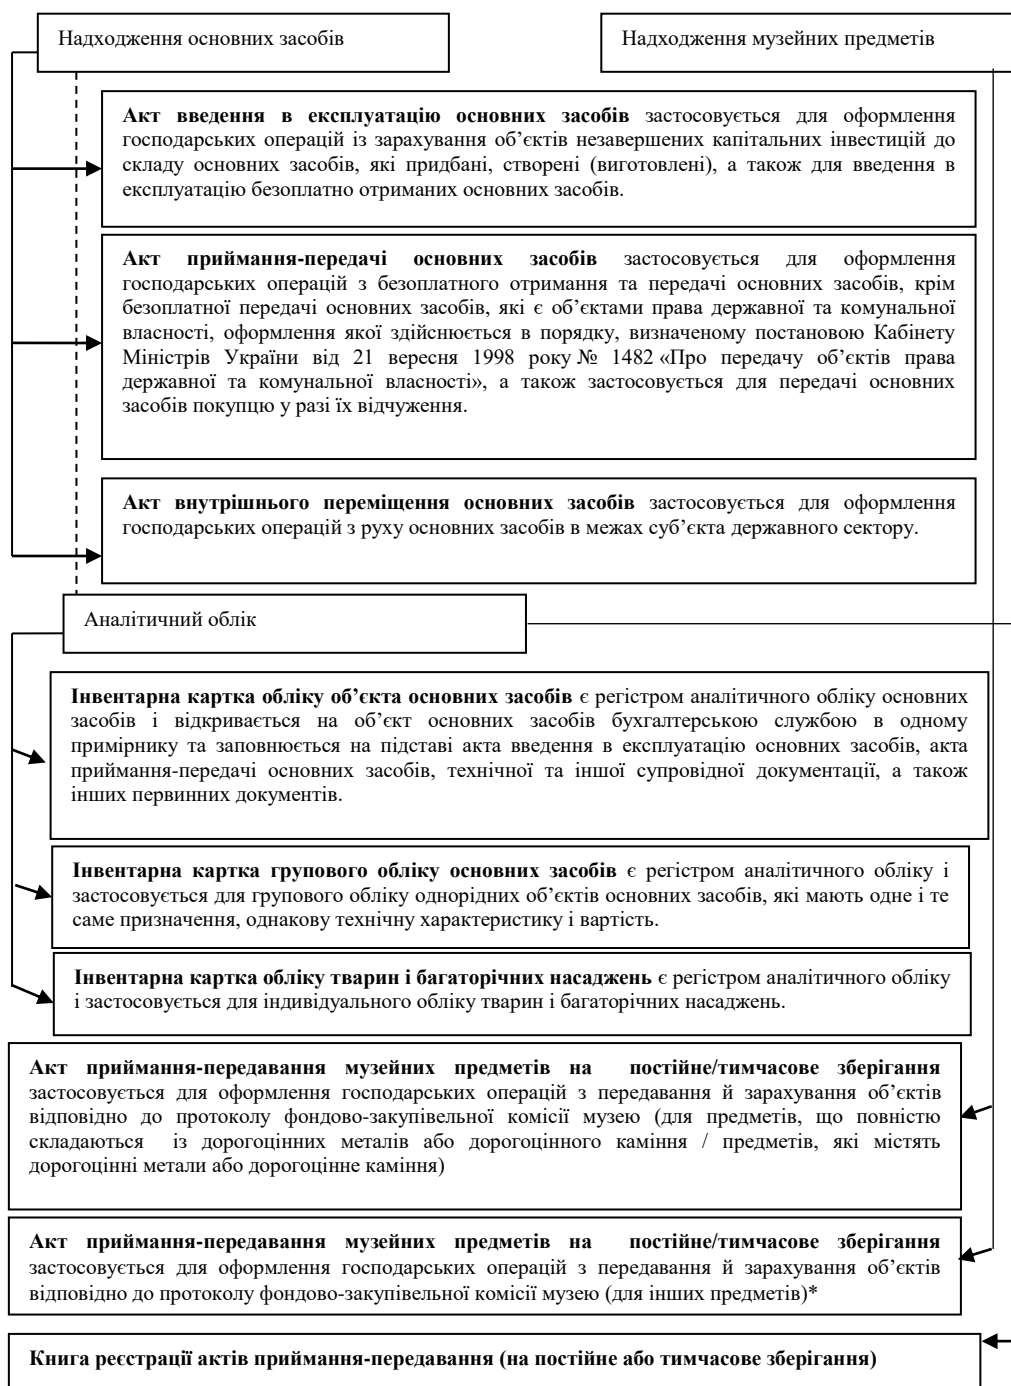 Надходження основних засобів
Надходження музейних предметів
Акт введення в експлуатацію основних засобів застосовується для оформлення
господарських операцій із зарахування об’єктів незавершених капітальних інвестицій до
складу основних засобів, які придбані, створені (виготовлені), а також для введення в
експлуатацію безоплатно отриманих основних засобів.
Акт приймання-передачі основних засобів застосовується для оформлення
господарських операцій з безоплатного отримання та передачі основних засобів, крім
безоплатної передачі основних засобів, які є об’єктами права державної та комунальної
власності, оформлення якої здійснюється в порядку, визначеному постановою Кабінету
Міністрів України від 21 вересня 1998 року № 1482 «Про передачу об’єктів права
державної та комунальної власності», а також застосовується для передачі основних
засобів покупцю у разі їх відчуження.
Акт внутрішнього переміщення основних засобів застосовується для оформлення
господарських операцій з руху основних засобів в межах суб’єкта державного сектору.
Аналітичний облік
Інвентарна картка обліку об’єкта основних засобів є регістром аналітичного обліку основних
засобів і відкривається на об’єкт основних засобів бухгалтерською службою в одному
примірнику та заповнюється на підставі акта введення в експлуатацію основних засобів, акта
приймання-передачі основних засобів, технічної та іншої супровідної документації, а також
інших первинних документів.
Інвентарна картка групового обліку основних засобів є регістром аналітичного обліку і
застосовується для групового обліку однорідних об’єктів основних засобів, які мають одне і те
саме призначення, однакову технічну характеристику і вартість.
Інвентарна картка обліку тварин і багаторічних насаджень є регістром аналітичного обліку
і застосовується для індивідуального обліку тварин і багаторічних насаджень.
Акт приймання-передавання музейних предметів на постійне/тимчасове зберігання
застосовується для оформлення господарських операцій з передавання й зарахування об’єктів
відповідно до протоколу фондово-закупівельної комісії музею (для предметів, що повністю
складаються із дорогоцінних металів або дорогоцінного каміння / предметів, які містять
дорогоцінні метали або дорогоцінне каміння)
Акт приймання-передавання музейних предметів на постійне/тимчасове зберігання
застосовується для оформлення господарських операцій з передавання й зарахування об’єктів
відповідно до протоколу фондово-закупівельної комісії музею (для інших предметів)*
Книга реєстрації актів приймання-передавання (на постійне або тимчасове зберігання)